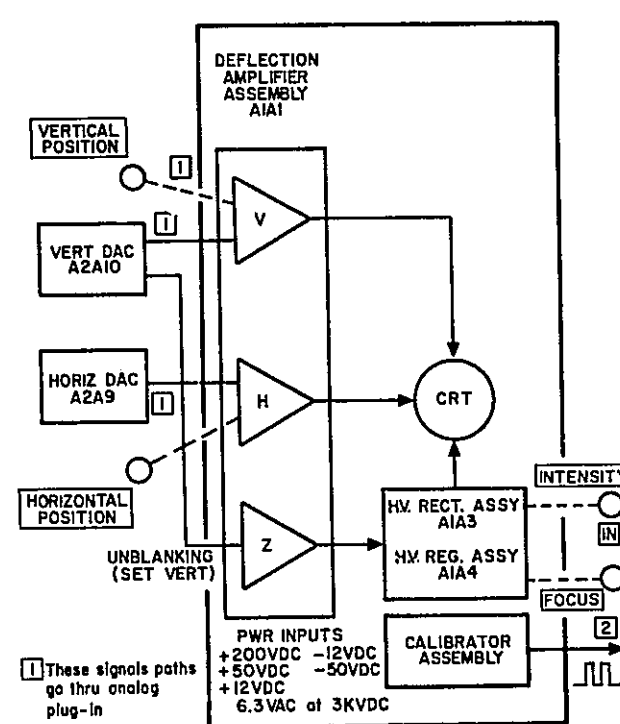 DEFLECTION
AMPLIFIER
ASSEMBLY
A1A1
VERTICAL
POSITION
1
1
V
VERT DAC
A2A10
HORIZ DAC
A2A9
1
H
CRT
HORIZONTAL
POSITION
INTENSITY
H.V. RECT. ASSY
A1A3
IN
H.V. REG. ASSY
A1A4
UNBLANKING
(SET VERT)
Z
FOCUS
PWR INPUTS
+200VDC -12VDC
+50VDC -50VDC
+12VDC
6.3VAC at 3KVDC
CALIBRATOR
ASSEMBLY
2
1 These signals paths
go thru analog
plug-in